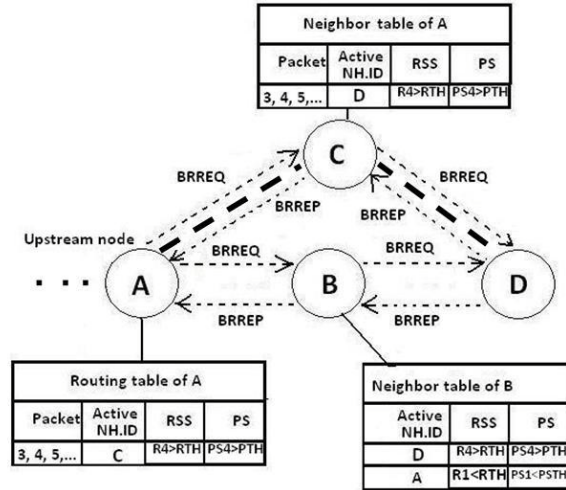 Neighbor table of A
Packet Active NH.ID RSS PS
3, 4, 5,... D R4>RTH PS4>PTH
C
BRREQ BRREQ
BRREP BRREP
Upstream node
BRREQ BRREQ
... A B D
BRREP BRREP
Routing table of A
Packet Active NH.ID RSS PS
3, 4, 5,... C R4>RTH PS4>PTH
Neighbor table of B
Active NH.ID RSS PS
D R4>RTH PS4>PTH
A R1<RTH PS1<PSTH